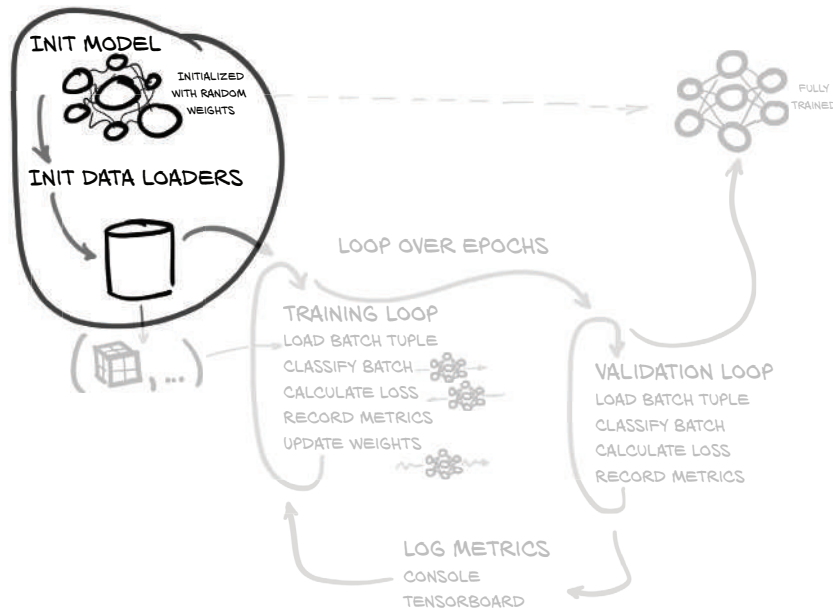 INIT MODEL
INITIALIZED
WITH RANDOM
WEIGHTS
FULLY
TRAINED
INIT DATA LOADERS
LOOP OVER EPOCHS
TRAINING LOOP
LOAD BATCH TUPLE
CLASSIFY BATCH
CALCULATE LOSS
RECORD METRICS
UPDATE WEIGHTS
( , ...)
VALIDATION LOOP
LOAD BATCH TUPLE
CLASSIFY BATCH
CALCULATE LOSS
RECORD METRICS
LOG METRICS
CONSOLE
TENSORBOARD